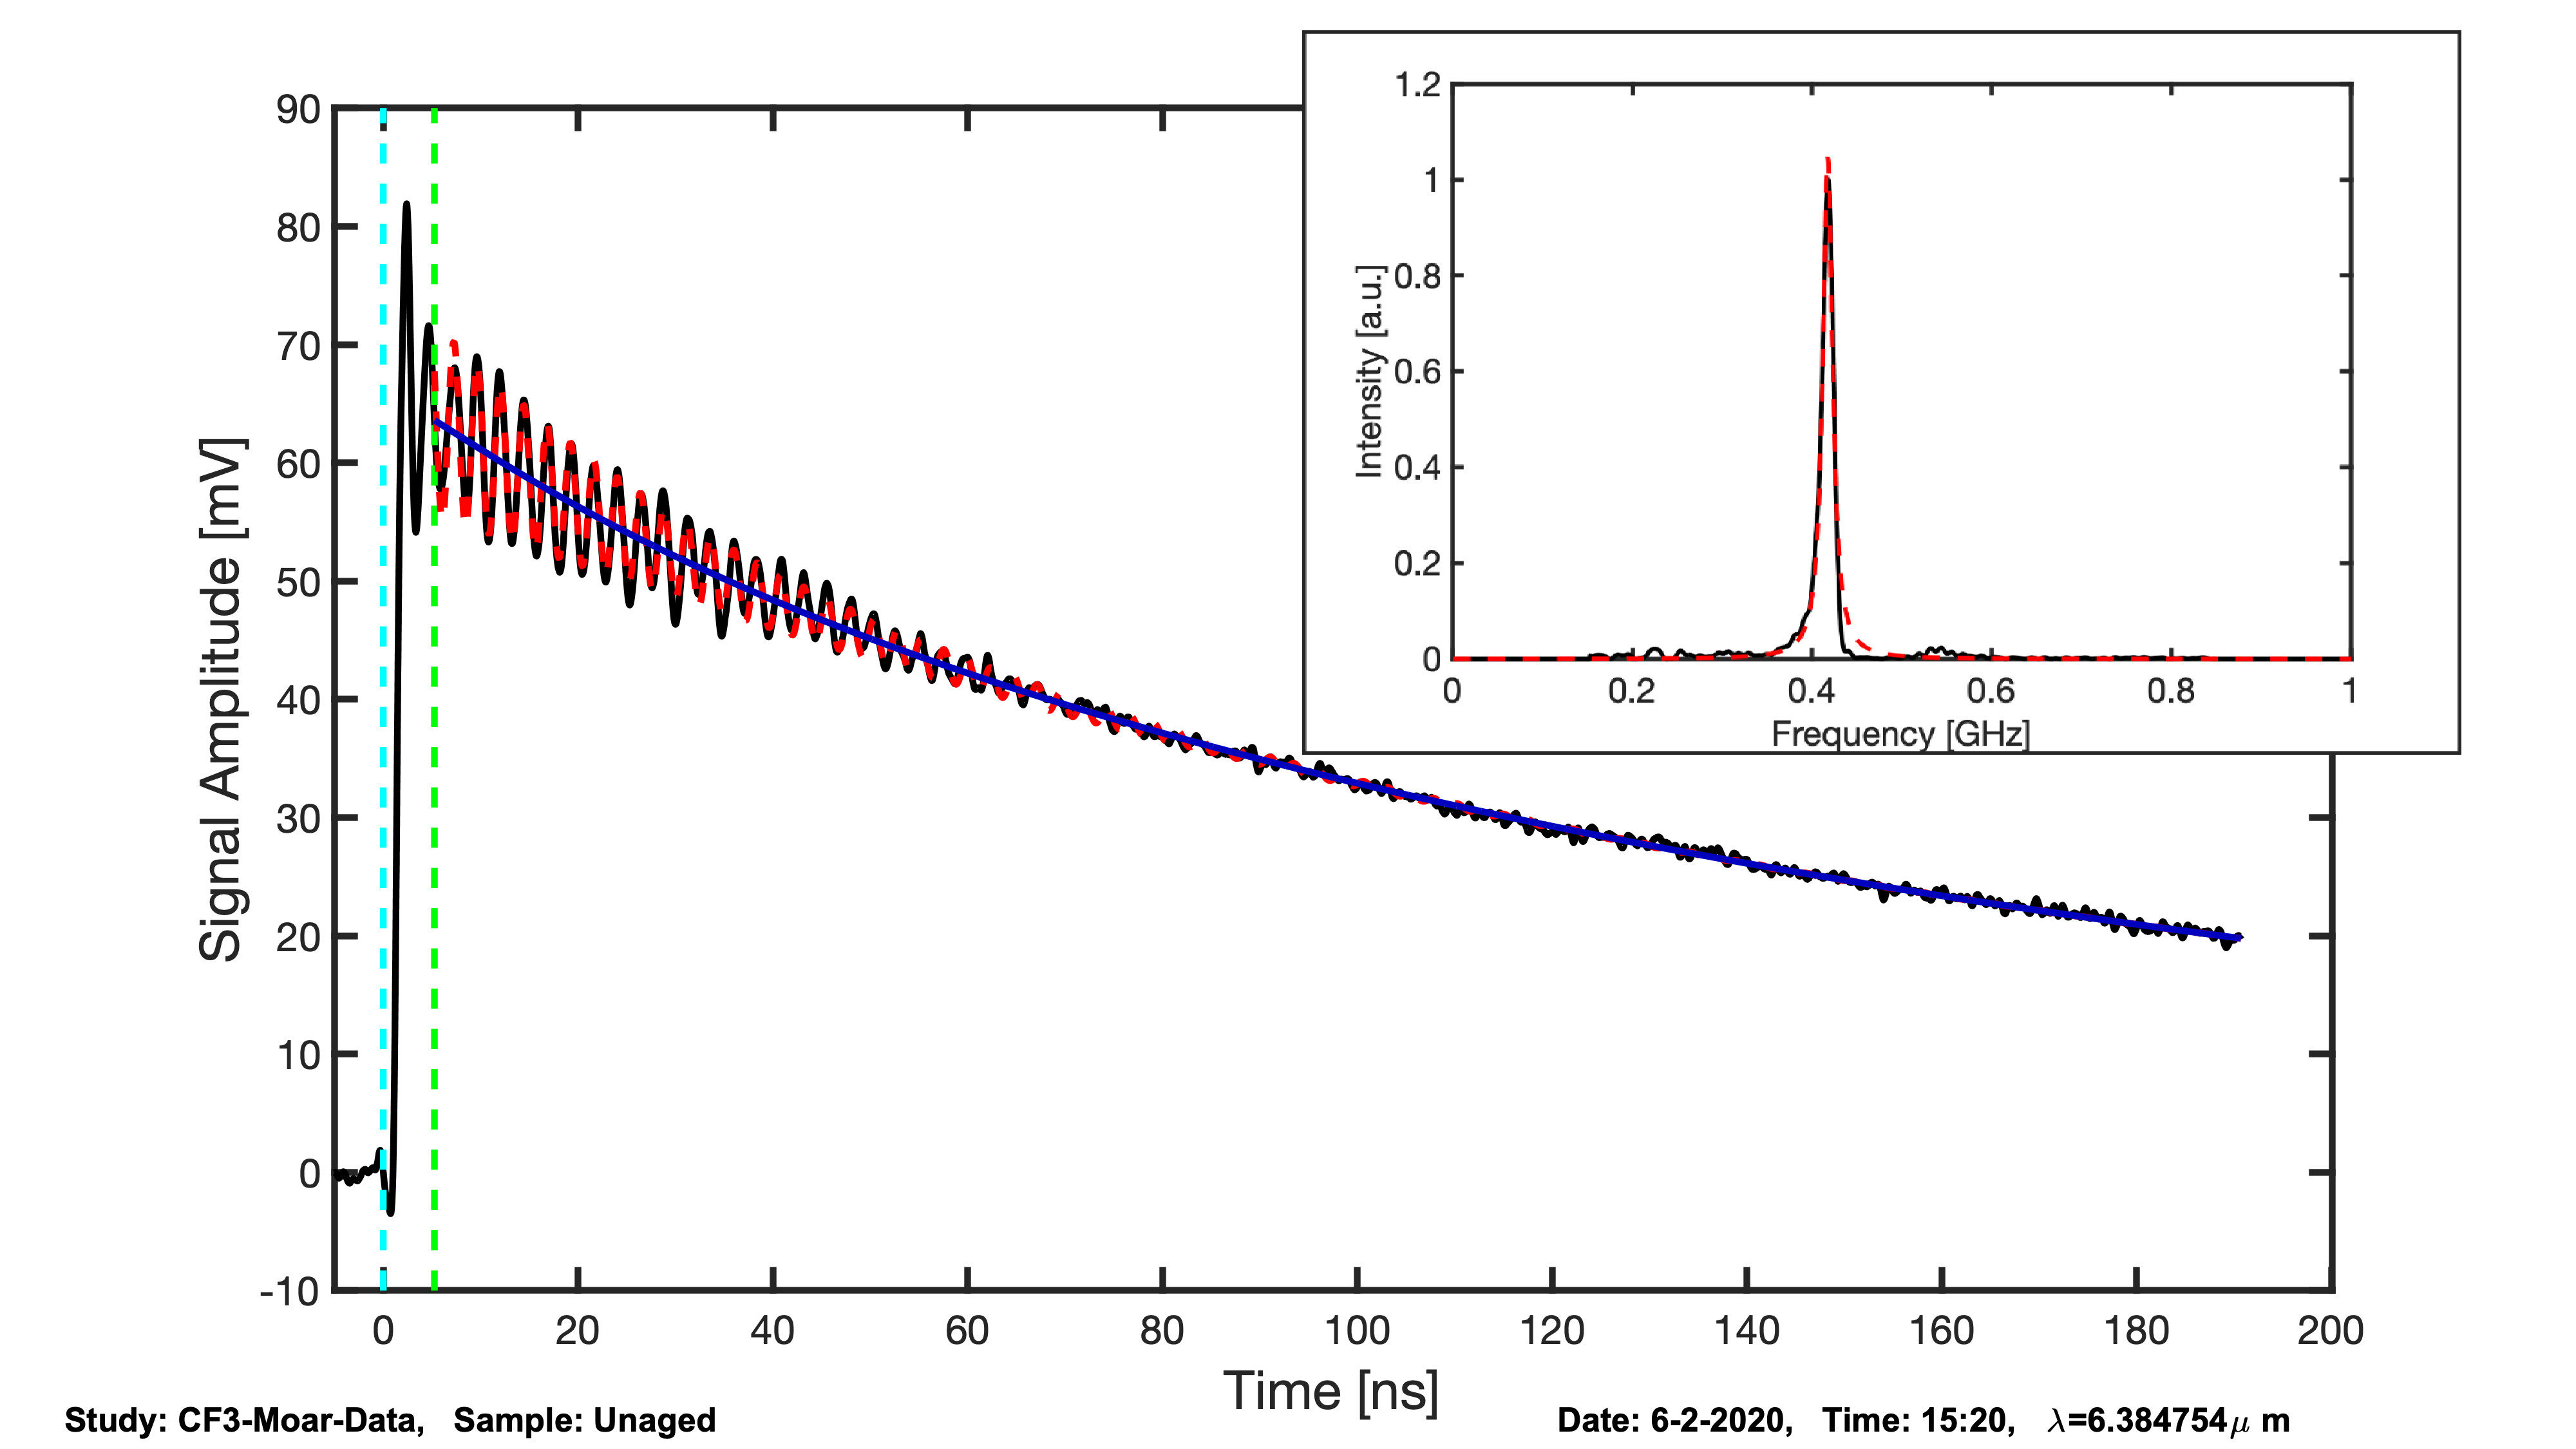 1.2
1
0.8
0.6
0.4
0.2
0
Intensity [a.u.]
0 0.2 0.4 0.6 0.8 1
Frequency [GHz]
90
80
70
60
50
40
30
20
10
0
-10
Signal Amplitude [mV]
0 20 40 60 80 100 120 140 160 180 200
Time [ns]
Study: CF3-Moar-Data, Sample: Unaged
Date: 6-2-2020, Time: 15:20, λ=6.384754μ m